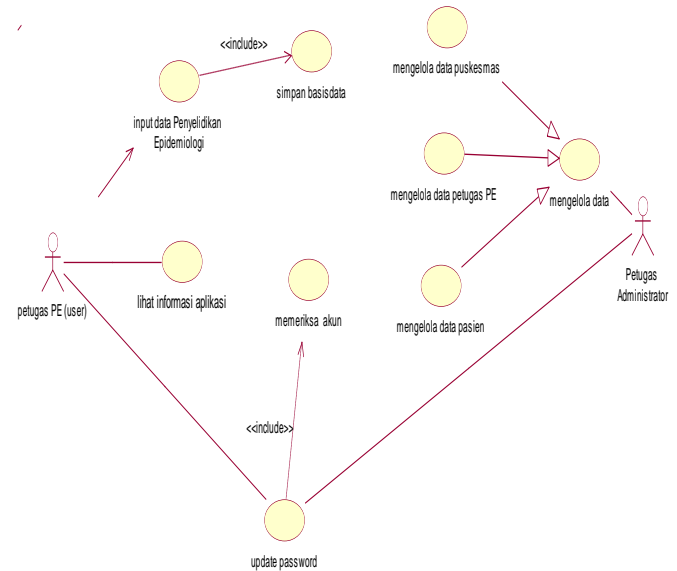 <<include>>
simpan basisdata
input data Penyelidikan
Epidemiologi
mengelola data puskesmas
mengelola data petugas PE
mengelola data
Petugas
Administrator
petugas PE (user)
lihat informasi aplikasi
memeriksa akun
mengelola data pasien
<<include>>
update password